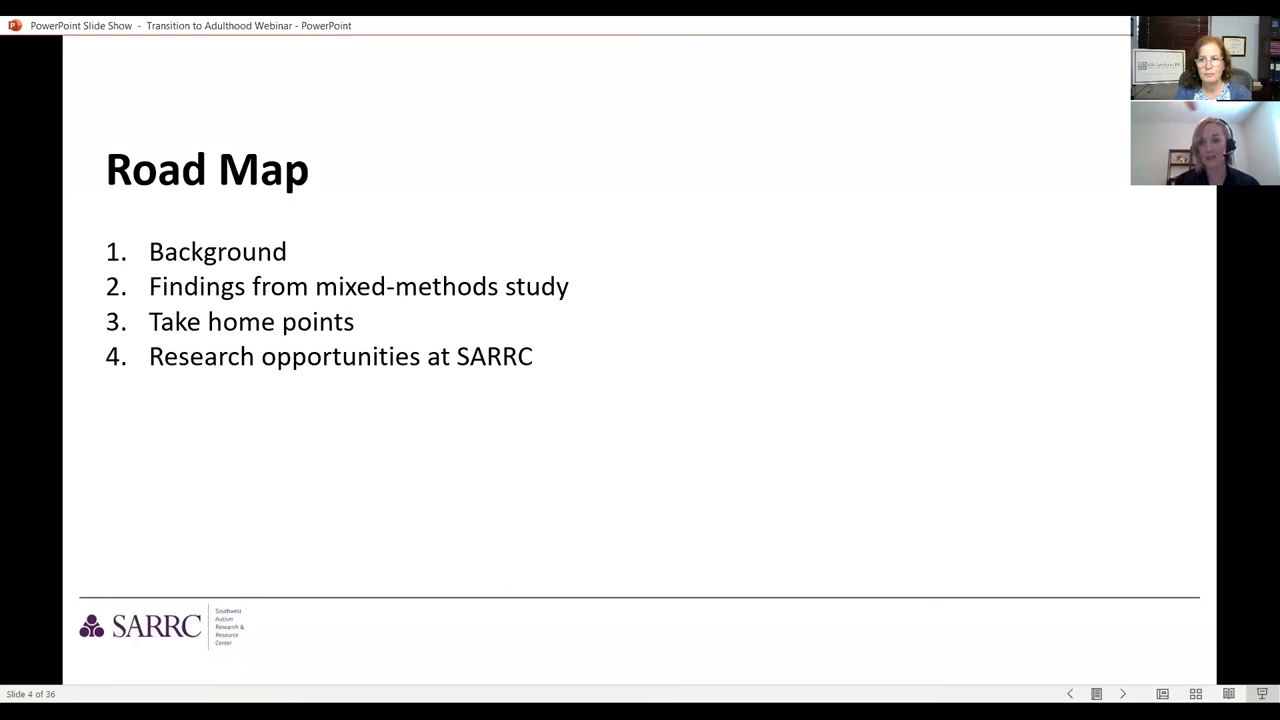 PowerPoint Slide Show - Transition to Adulthood Webinar - PowerPoint
Road Map
1. Background
2. Findings from mixed-methods study
3. Take home points
4. Research opportunities at SARRC
SARRC
Southwest
Autism
Research &
Resource
Center
Slide 4 of 36